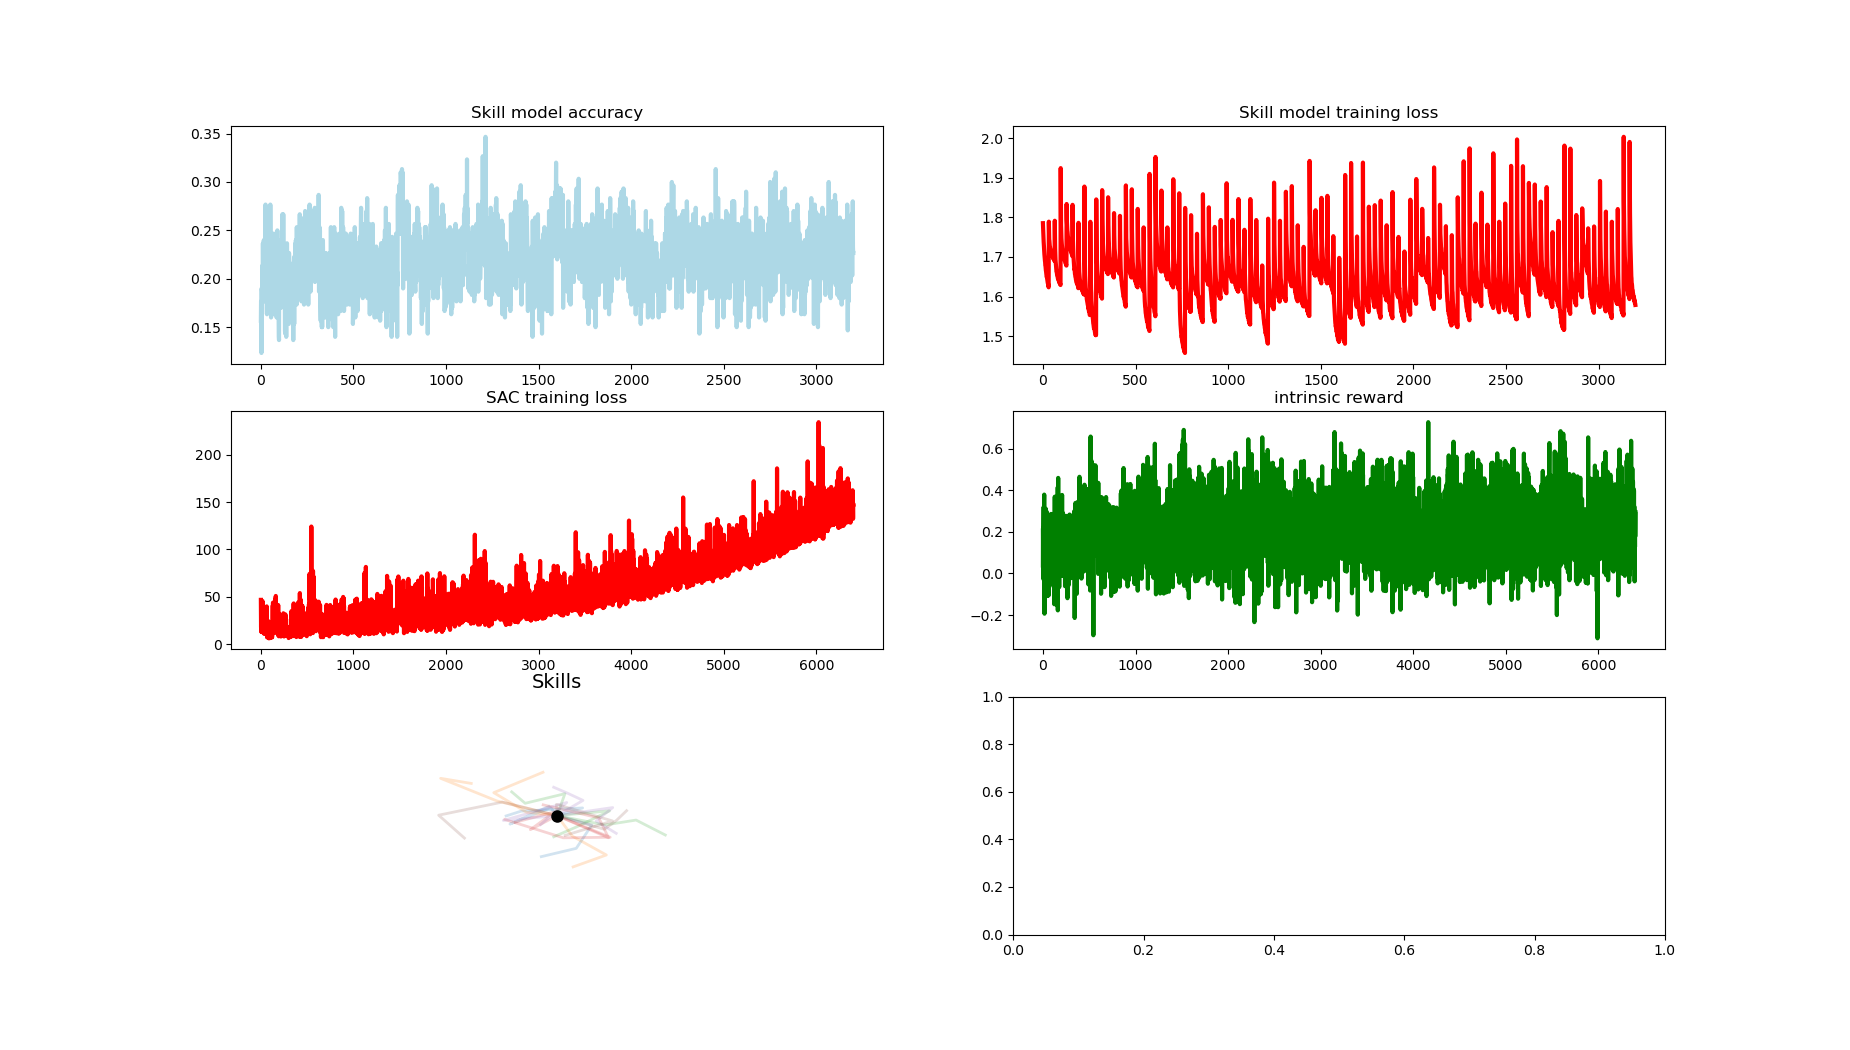 Skill model accuracy
0.35
0.30
0.25
0.20
0.15
0 500 1000 1500 2000 2500 3000
Skill model training loss
2.0
1.9
1.8
1.7
1.6
1.5
0 500 1000 1500 2000 2500 3000
SAC training loss
200
150
100
50
0
0 1000 2000 3000 4000 5000 6000
intrinsic reward
0.6
0.4
0.2
0.0
−0.2
0 1000 2000 3000 4000 5000 6000
Skills
1.0
0.8
0.6
0.4
0.2
0.0
0.0 0.2 0.4 0.6 0.8 1.0